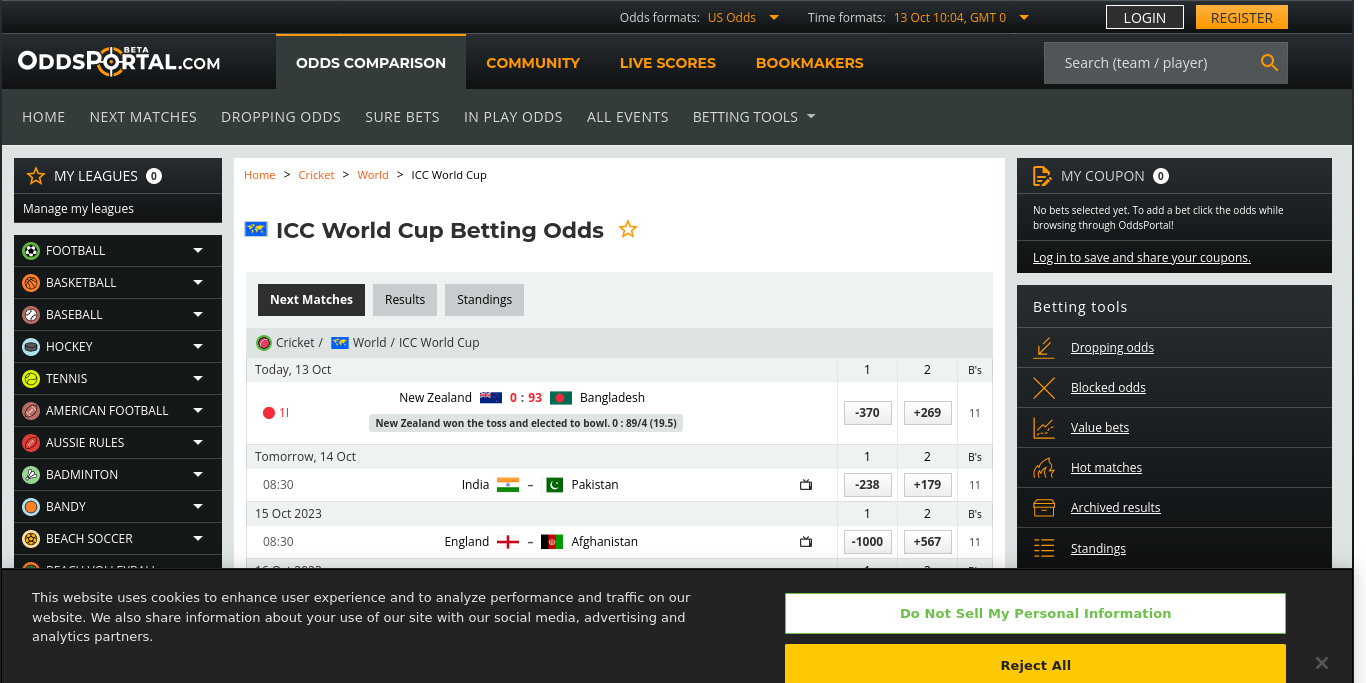 Odds formats: US Odds Time formats: 13 Oct 10:04, GMT 0 LOGIN REGISTER
ODDSPORTAL.COM BETA
ODDS COMPARISON COMMUNITY LIVE SCORES BOOKMAKERS Search (team / player)
HOME NEXT MATCHES DROPPING ODDS SURE BETS IN PLAY ODDS ALL EVENTS BETTING TOOLS
MY LEAGUES 0
Manage my leagues
FOOTBALL
BASKETBALL
BASEBALL
HOCKEY
TENNIS
AMERICAN FOOTBALL
AUSSIE RULES
BADMINTON
BANDY
BEACH SOCCER
BEACH VOLLEYBALL
Home > Cricket > World > ICC World Cup
ICC World Cup Betting Odds
Next Matches Results Standings
Cricket / World / ICC World Cup
Today, 13 Oct 1 2 B's
New Zealand 0 : 93 Bangladesh
1I -370 +269 11
New Zealand won the toss and elected to bowl. 0 : 89/4 (19.5)
Tomorrow, 14 Oct 1 2 B's
08:30 India – Pakistan -238 +179 11
15 Oct 2023 1 2 B's
08:30 England – Afghanistan -1000 +567 11
16 Oct 2023 1 2 B's
MY COUPON 0
No bets selected yet. To add a bet click the odds while
browsing through OddsPortal!
Log in to save and share your coupons.
Betting tools
Dropping odds
Blocked odds
Value bets
Hot matches
Archived results
Standings
This website uses cookies to enhance user experience and to analyze performance and traffic on our
website. We also share information about your use of our site with our social media, advertising and
analytics partners.
Do Not Sell My Personal Information
Reject All